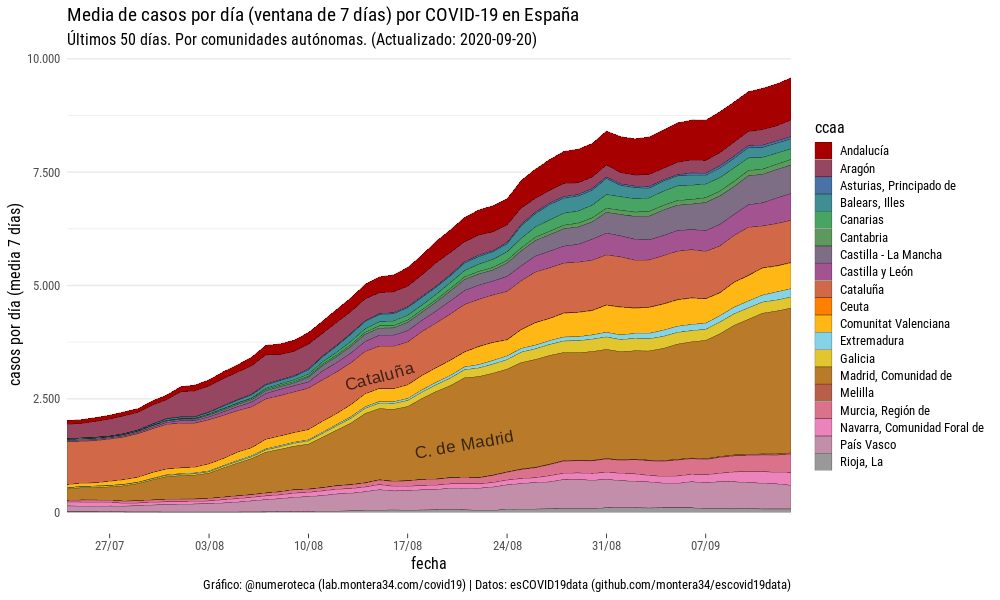 Media de casos por día (ventana de 7 días) por COVID-19 en España
Últimos 50 días. Por comunidades autónomas. (Actualizado: 2020-09-20)
casos por día (media 7 días)
10.000
7.500
5.000
2.500
0
Cataluña
C. de Madrid
27/07
03/08
10/08
17/08
24/08
31/08
07/09
fecha
ccaa
Andalucía
Aragón
Asturias, Principado de
Balears, Illes
Canarias
Cantabria
Castilla - La Mancha
Castilla y León
Cataluña
Ceuta
Comunitat Valenciana
Extremadura
Galicia
Madrid, Comunidad de
Melilla
Murcia, Región de
Navarra, Comunidad Foral de
País Vasco
Rioja, La
Gráfico: @numeroteca (lab.montera34.com/covid19) | Datos: esCOVID19data (github.com/montera34/escovid19data)